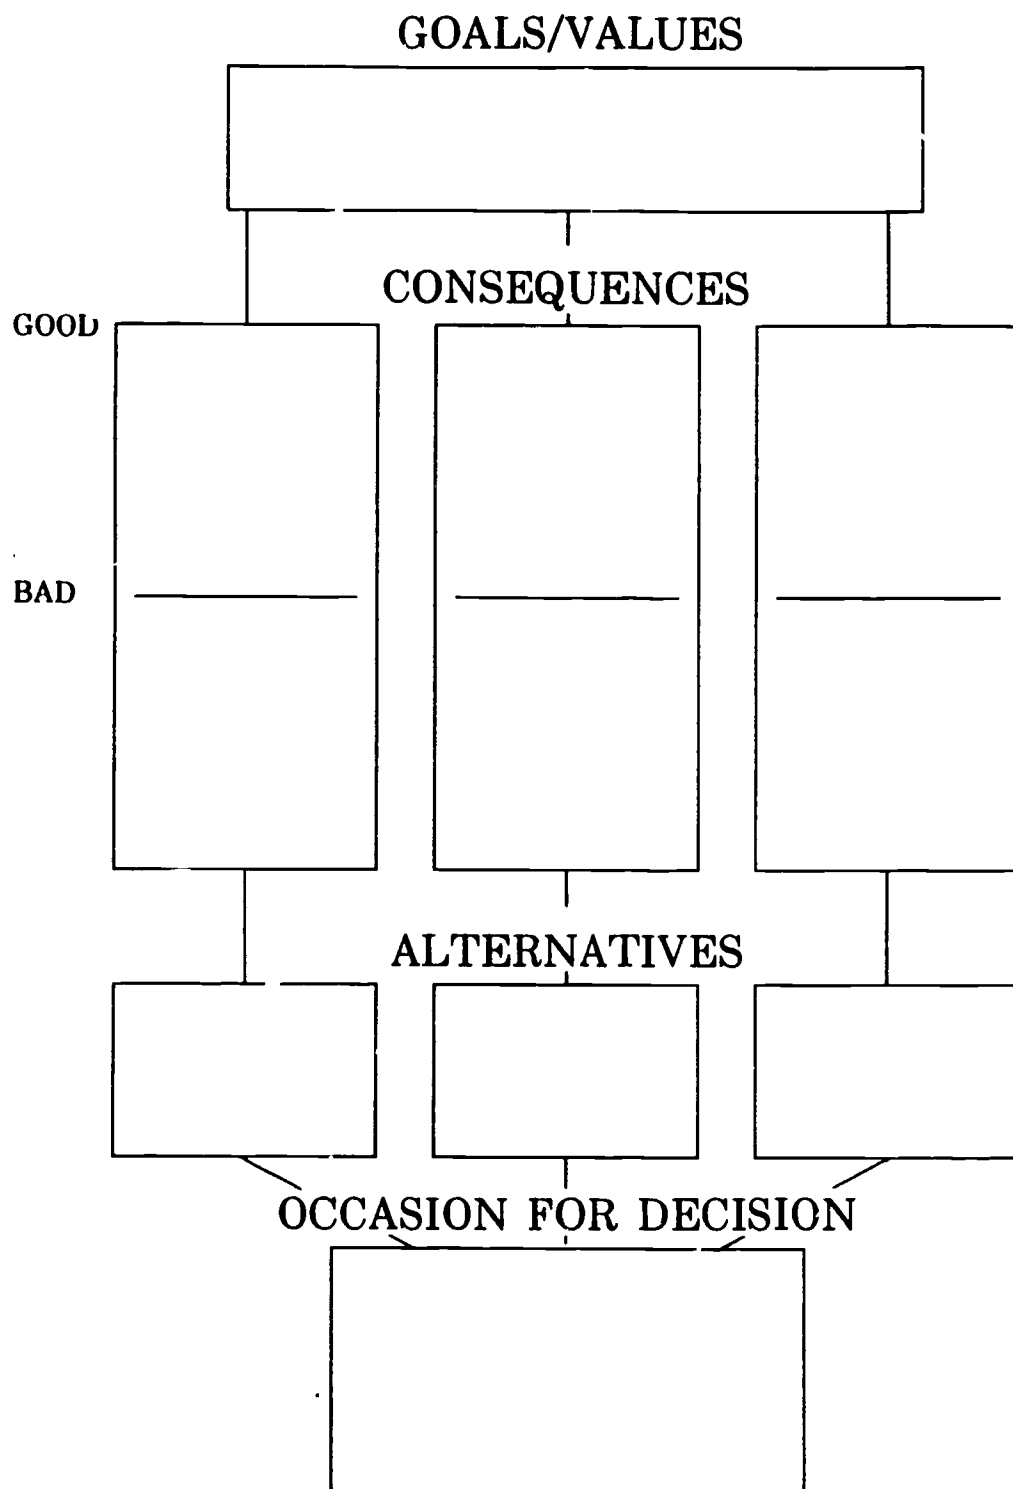 GOALS/VALUES
CONSEQUENCES
GOOD
BAD
ALTERNATIVES
OCCASION FOR DECISION